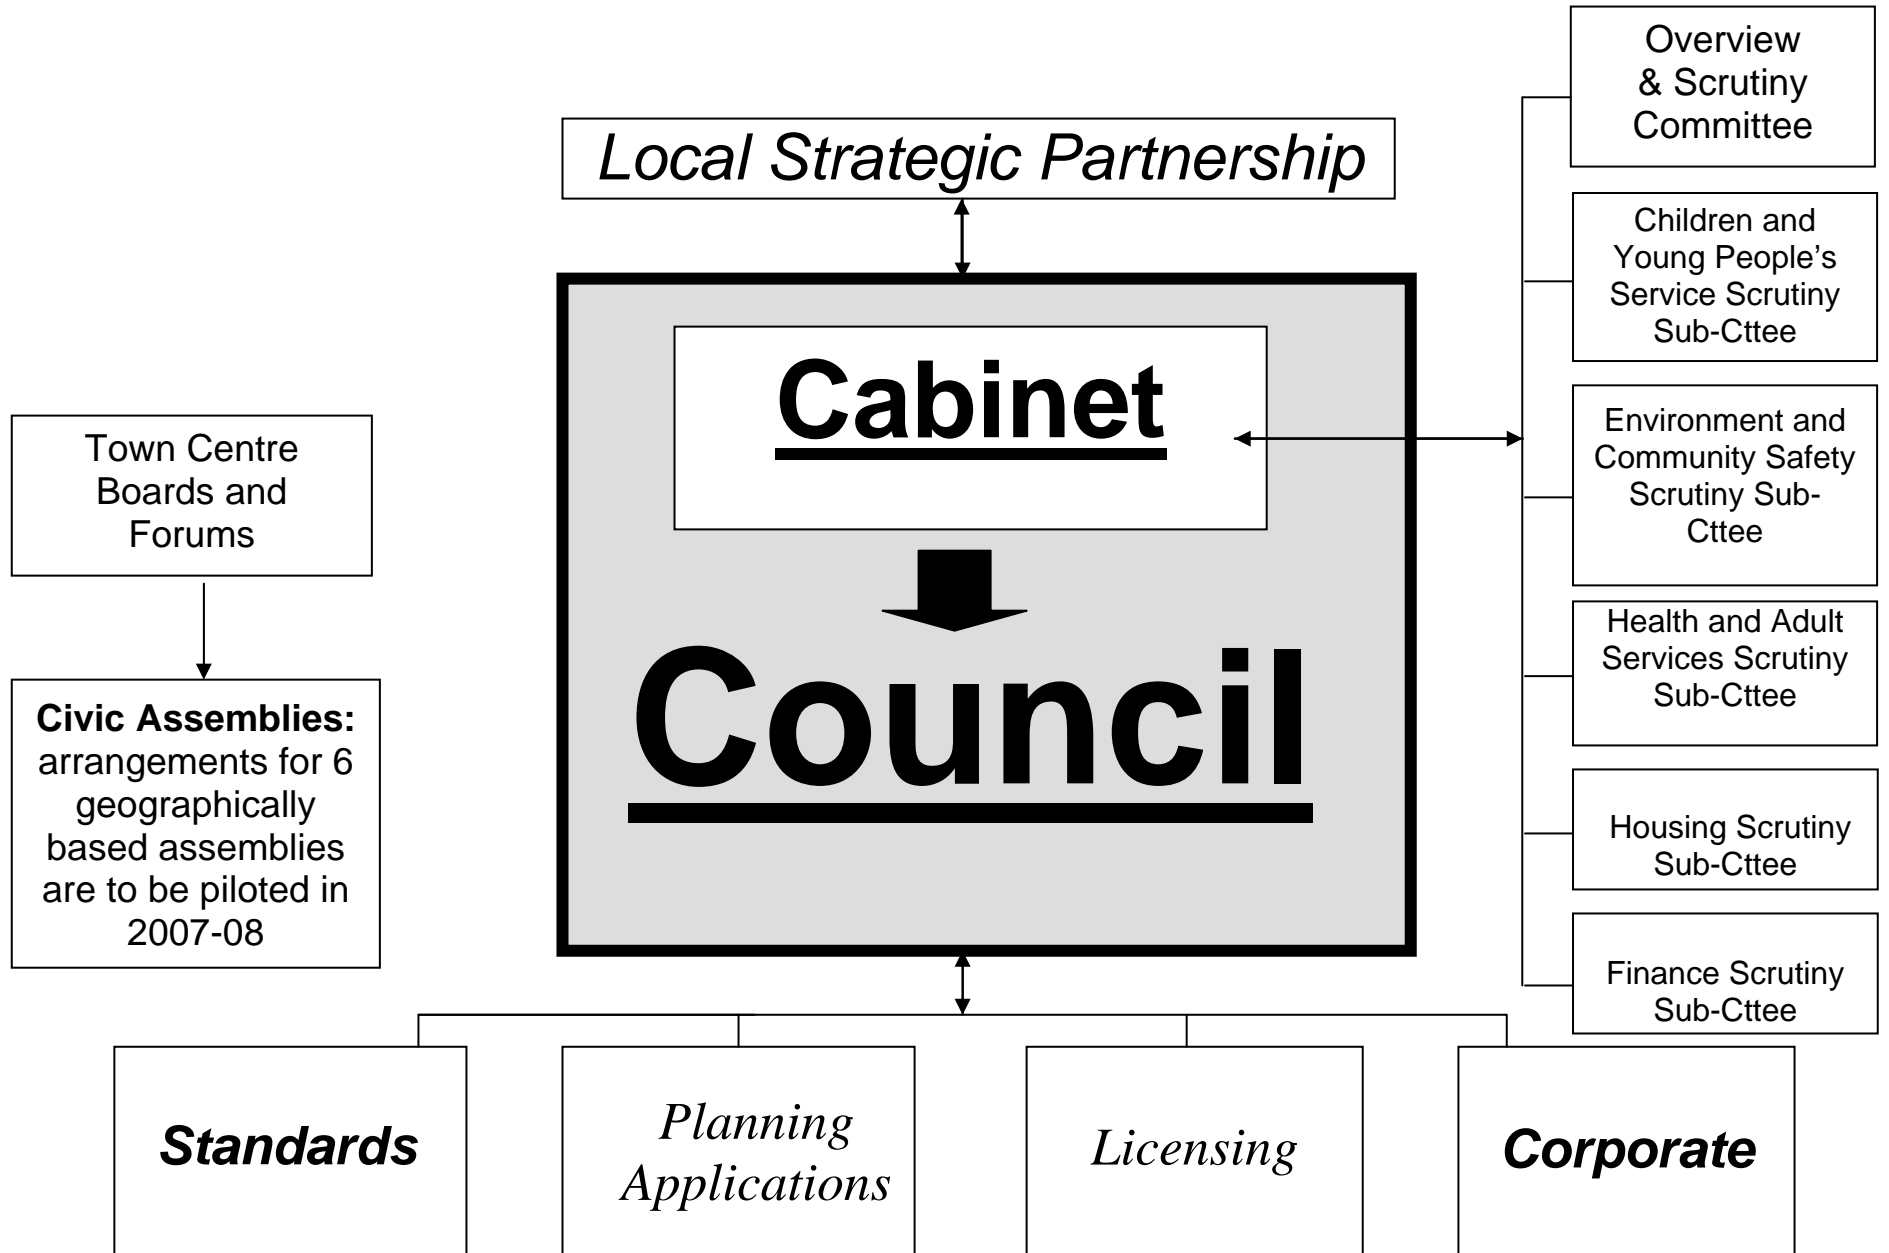 Overview
& Scrutiny
Committee
Local Strategic Partnership
Children and
Young People's
Service Scrutiny
Sub-Cttee
Cabinet
Environment and
Community Safety
Scrutiny Sub-
Cttee
Town Centre
Boards and
Forums
Health and Adult
Services Scrutiny
Sub-Cttee
Council
Civic Assemblies:
arrangements for 6
geographically
based assemblies
are to be piloted in
2007-08
Housing Scrutiny
Sub-Cttee
Finance Scrutiny
Sub-Cttee
Standards
Planning
Applications
Licensing
Corporate